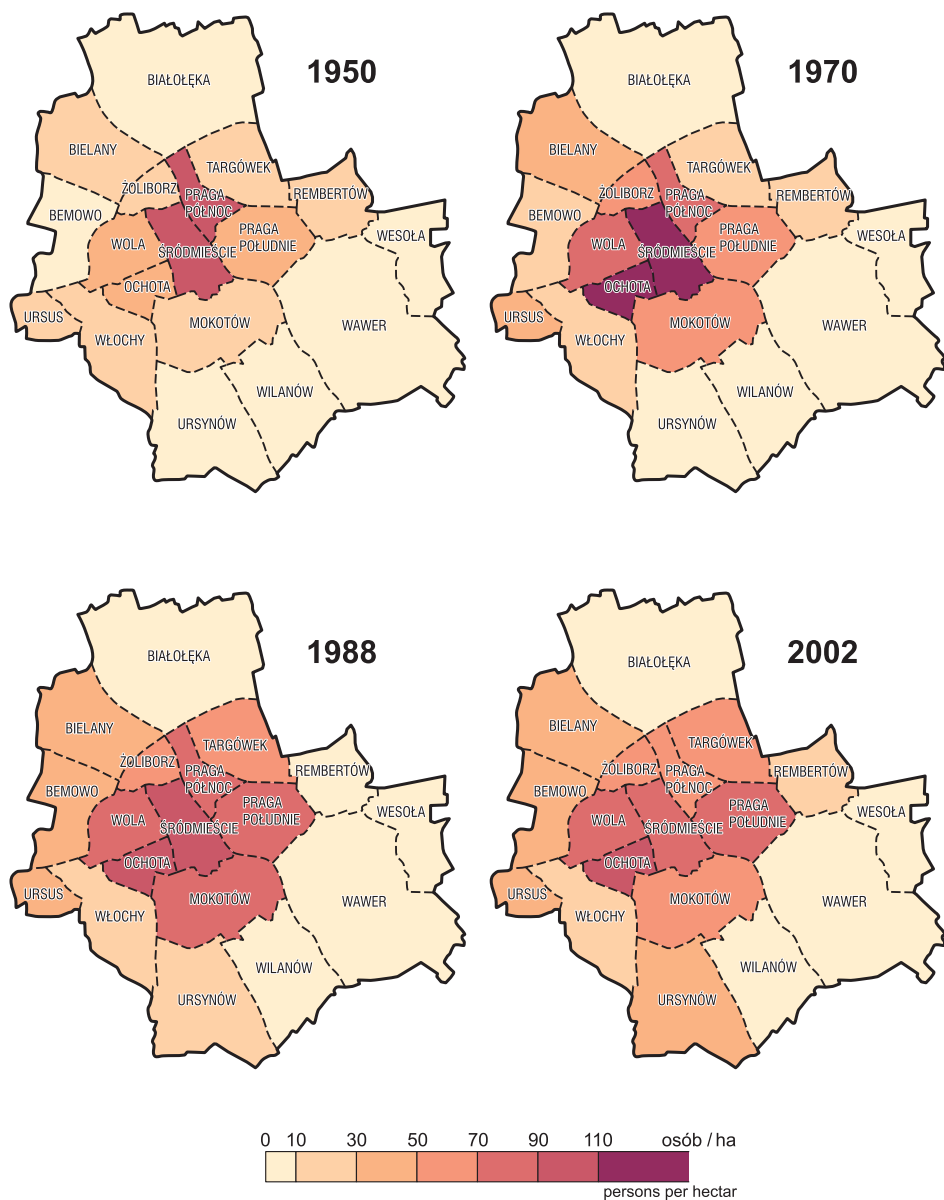 1950
BIAŁOŁĘKA
BIELANY
TARGÓWEK
ŻOLIBORZ
REMBERTÓW
PRAGA
PÓŁNOC
BEMOWO
WESOŁA
PRAGA
POŁUDNIE
WOLA
ŚRÓDMIEŚCIE
OCHOTA
URSUS
MOKOTÓW
WAWER
WŁOCHY
WILANÓW
URSYNÓW
1970
BIAŁOŁĘKA
BIELANY
TARGÓWEK
ŻOLIBORZ
REMBERTÓW
PRAGA
PÓŁNOC
BEMOWO
WESOŁA
PRAGA
POŁUDNIE
WOLA
ŚRÓDMIEŚCIE
OCHOTA
URSUS
MOKOTÓW
WAWER
WŁOCHY
WILANÓW
URSYNÓW
1988
BIAŁOŁĘKA
BIELANY
TARGÓWEK
ŻOLIBORZ
REMBERTÓW
PRAGA
PÓŁNOC
BEMOWO
WESOŁA
PRAGA
POŁUDNIE
WOLA
ŚRÓDMIEŚCIE
OCHOTA
URSUS
MOKOTÓW
WAWER
WŁOCHY
WILANÓW
URSYNÓW
2002
BIAŁOŁĘKA
BIELANY
TARGÓWEK
ŻOLIBORZ
REMBERTÓW
PRAGA
PÓŁNOC
BEMOWO
WESOŁA
PRAGA
POŁUDNIE
WOLA
ŚRÓDMIEŚCIE
OCHOTA
URSUS
MOKOTÓW
WAWER
WŁOCHY
WILANÓW
URSYNÓW
0 10 30 50 70 90 110 osób / ha
persons per hectar